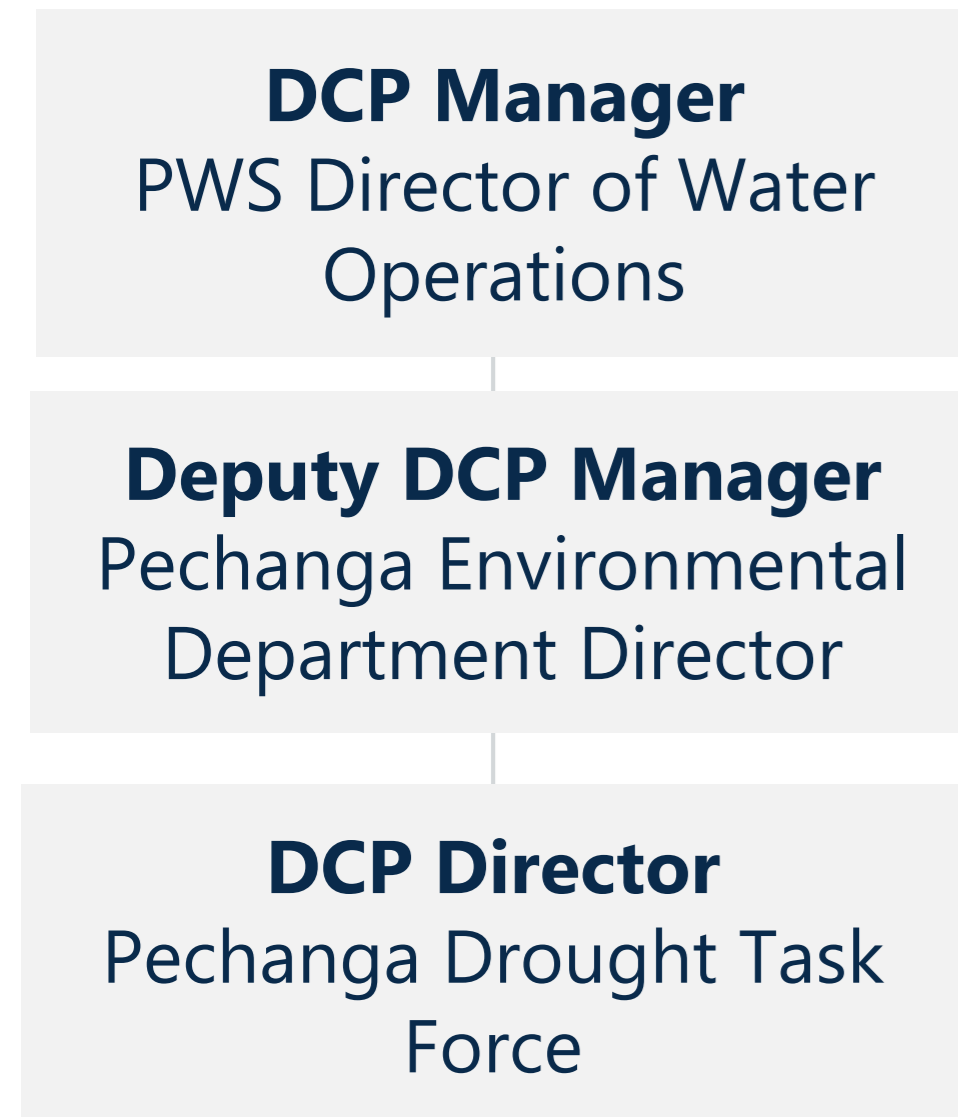 DCP Manager
PWS Director of Water
Operations
Deputy DCP Manager
Pechanga Environmental
Department Director
DCP Director
Pechanga Drought Task
Force